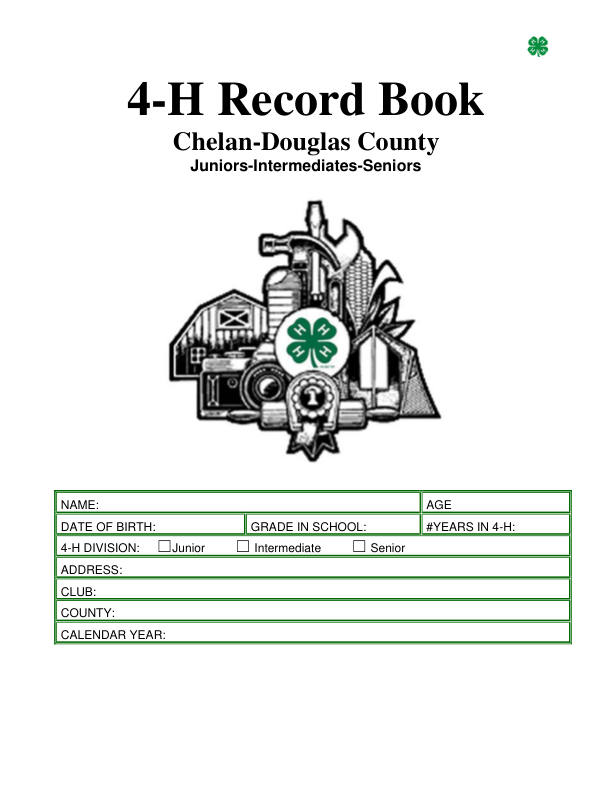 4-H Record Book
Chelan-Douglas County
Juniors-Intermediates-Seniors
H H
H H
1
NAME: AGE
DATE OF BIRTH: GRADE IN SCHOOL: #YEARS IN 4-H:
4-H DIVISION: ☐Junior ☐ Intermediate ☐ Senior
ADDRESS:
CLUB:
COUNTY:
CALENDAR YEAR: